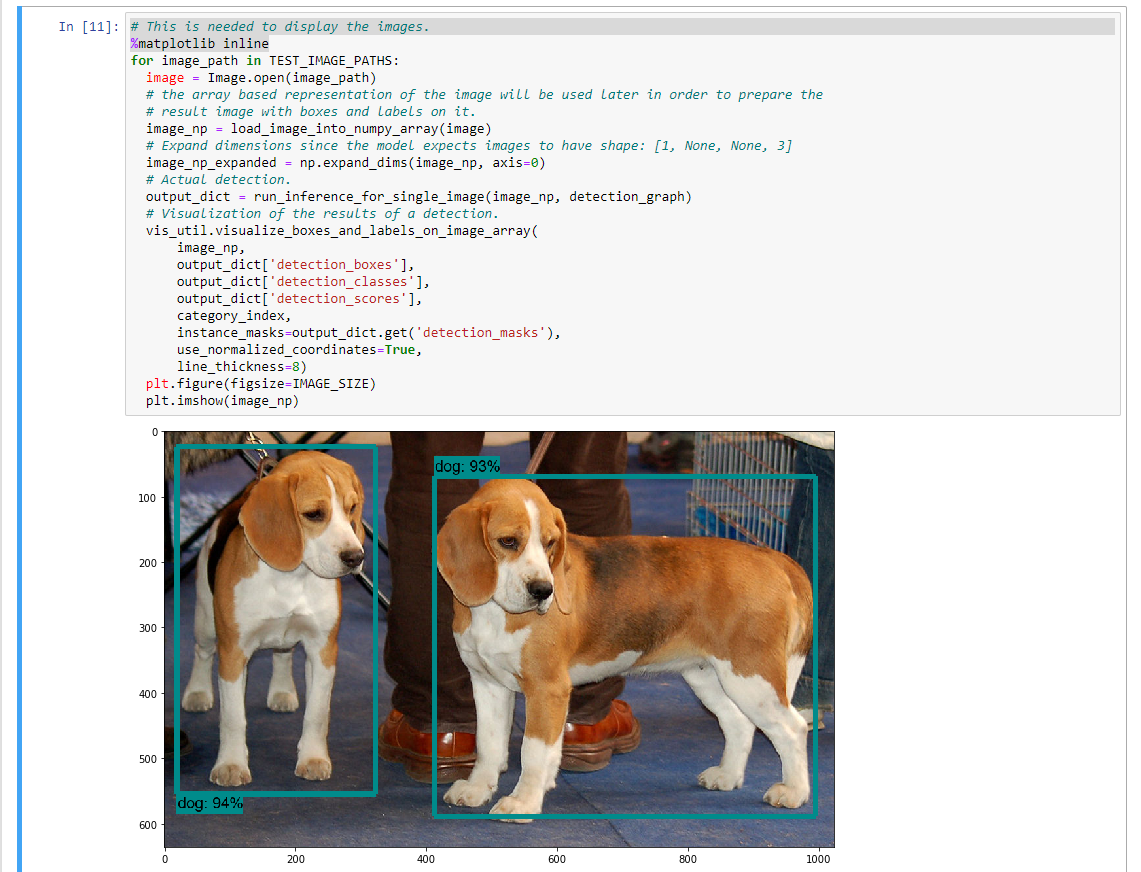 In [11]:
# This is needed to display the images.
%matplotlib inline
for image_path in TEST_IMAGE_PATHS:
  image = Image.open(image_path)
  # the array based representation of the image will be used later in order to prepare the
  # result image with boxes and labels on it.
  image_np = load_image_into_numpy_array(image)
  # Expand dimensions since the model expects images to have shape: [1, None, None, 3]
  image_np_expanded = np.expand_dims(image_np, axis=0)
  # Actual detection.
  output_dict = run_inference_for_single_image(image_np, detection_graph)
  # Visualization of the results of a detection.
  vis_util.visualize_boxes_and_labels_on_image_array(
      image_np,
      output_dict['detection_boxes'],
      output_dict['detection_classes'],
      output_dict['detection_scores'],
      category_index,
      instance_masks=output_dict.get('detection_masks'),
      use_normalized_coordinates=True,
      line_thickness=8)
  plt.figure(figsize=IMAGE_SIZE)
  plt.imshow(image_np)
0
dog: 93%
100
200
300
400
500
dog: 94%
600
0 200 400 600 800 1000